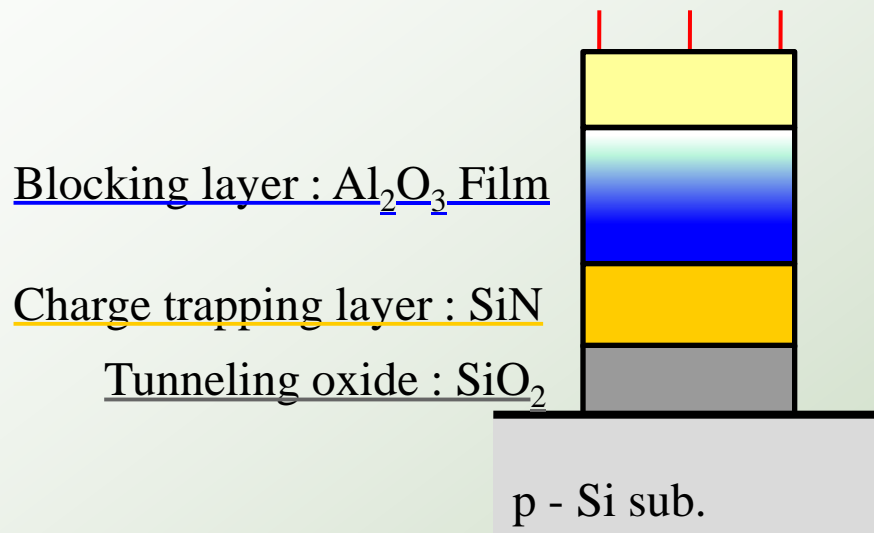 Blocking layer : Al₂O₃ Film
Charge trapping layer : SiN
Tunneling oxide : SiO₂
p - Si sub.